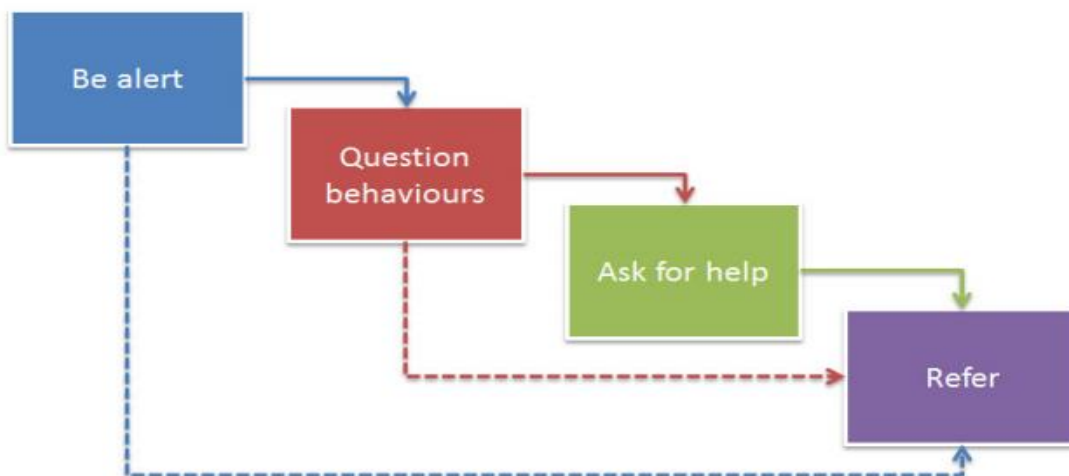 Be alert
Question
behaviours
Ask for help
Refer